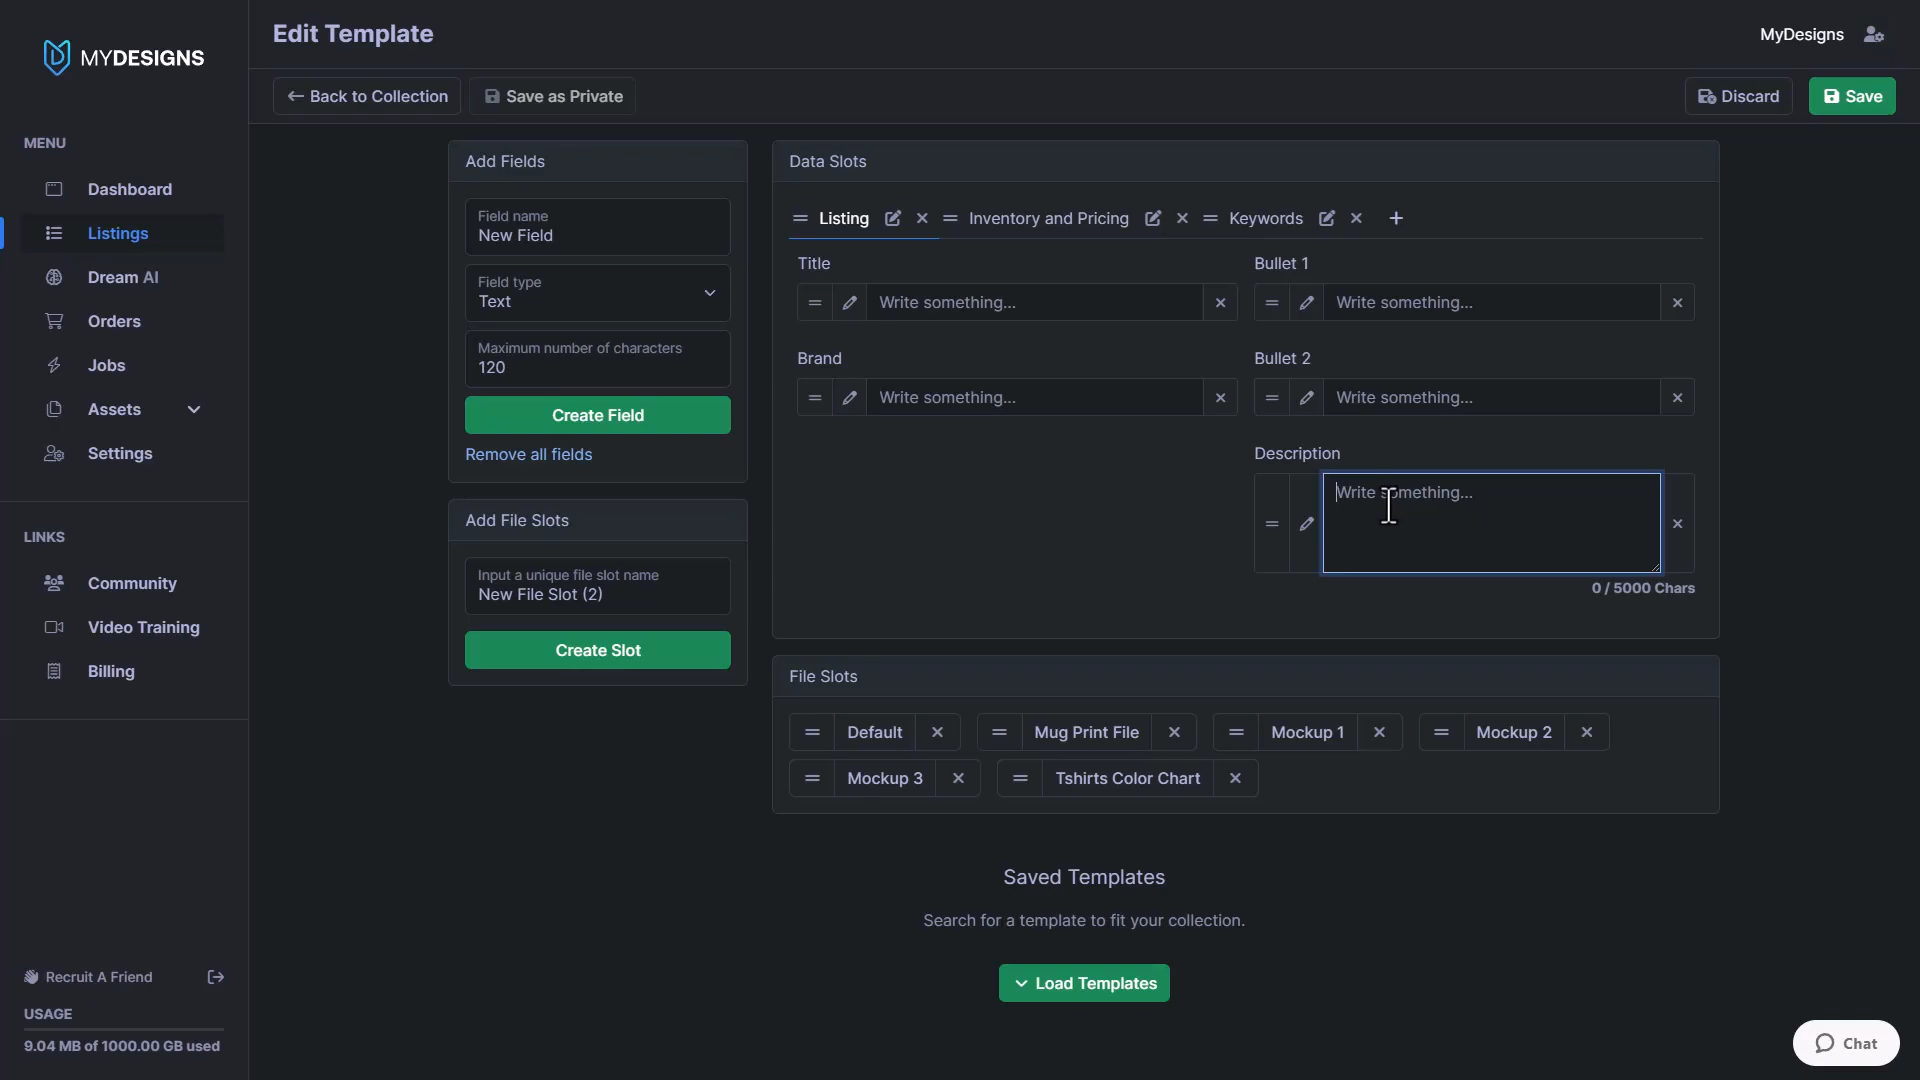 MYDESIGNS
MENU
Dashboard
Listings
Dream AI
Orders
Jobs
Assets
Settings
LINKS
Community
Video Training
Billing
Recruit A Friend
USAGE
9.04 MB of 1000.00 GB used
Edit Template
MyDesigns
Back to Collection
Save as Private
Discard
Save
Add Fields
Field name
New Field
Field type
Text
Maximum number of characters
120
Create Field
Remove all fields
Add File Slots
Input a unique file slot name
New File Slot (2)
Create Slot
Data Slots
Listing
Inventory and Pricing
Keywords
Title
Write something...
Bullet 1
Write something...
Brand
Write something...
Bullet 2
Write something...
Description
Write something...
0 / 5000 Chars
File Slots
Default
Mug Print File
Mockup 1
Mockup 2
Mockup 3
Tshirts Color Chart
Saved Templates
Search for a template to fit your collection.
Load Templates
Chat